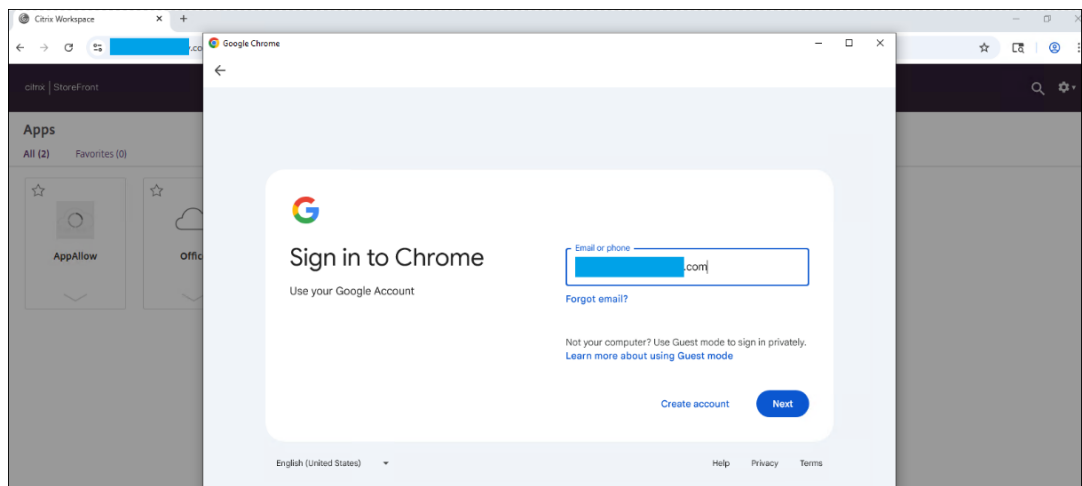 Citrix Workspace
.co
Google Chrome
citrix | StoreFront
Apps
All (2) Favorites (0)
AppAllow
Offic
Sign in to Chrome
Use your Google Account
Email or phone
.com
Forgot email?
Not your computer? Use Guest mode to sign in privately.
Learn more about using Guest mode
Create account Next
English (United States) Help Privacy Terms